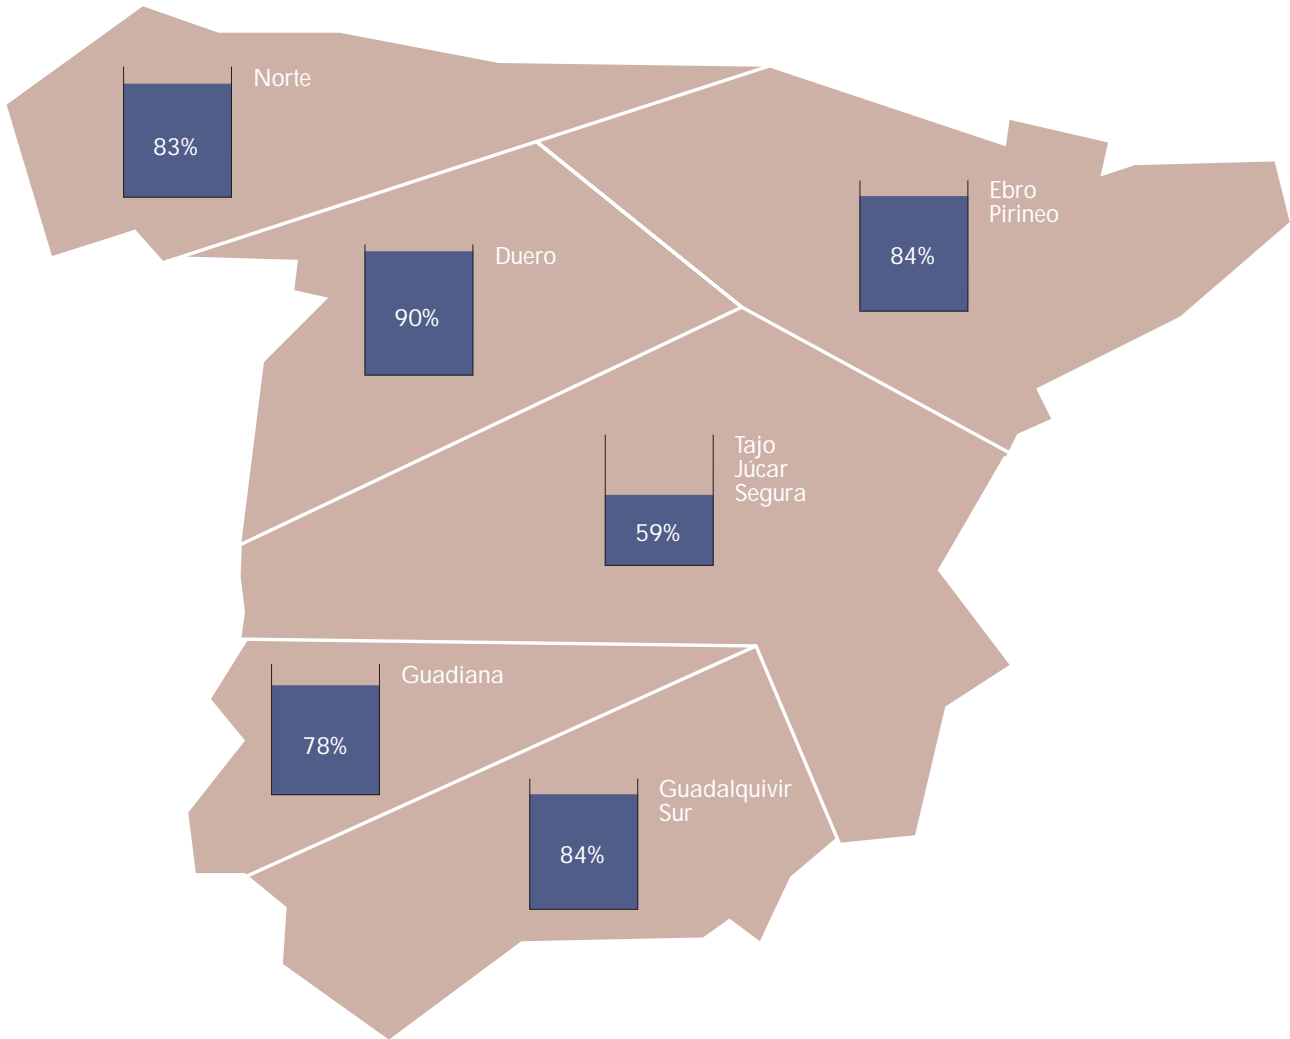 Norte
83%
Ebro
Pirineo
84%
Duero
90%
Tajo
Júcar
Segura
59%
Guadiana
78%
Guadalquivir
Sur
84%